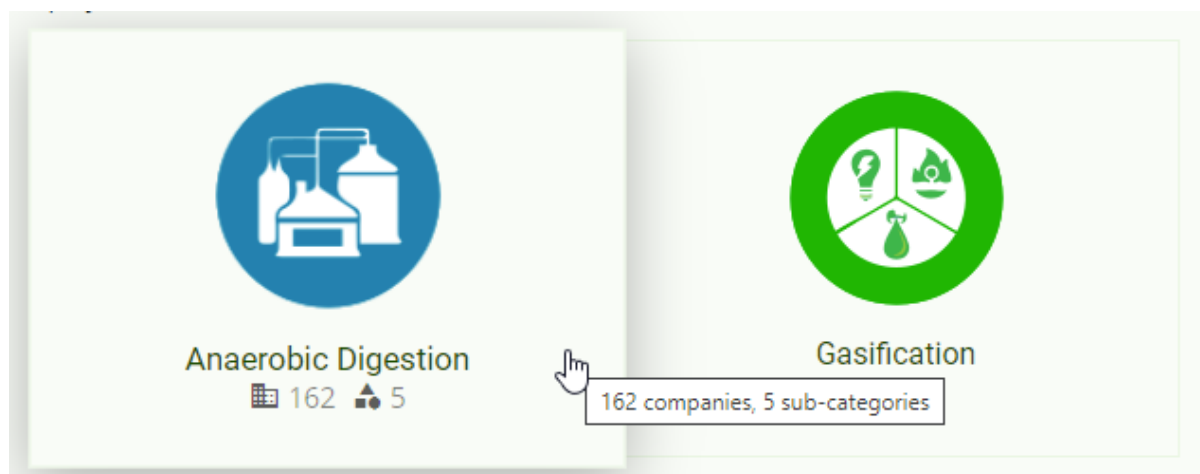 Anaerobic Digestion
162 5
Gasification
162 companies, 5 sub-categories